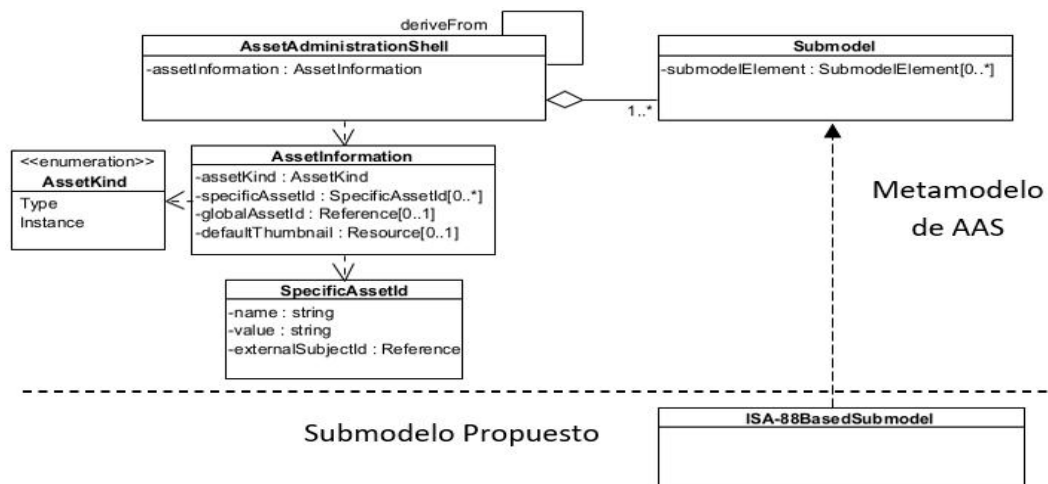 deriveFrom
AssetAdministrationShell
-assetInformation : AssetInformation
Submodel
-submodelElement : SubmodelElement[0..*]
1..*
<<enumeration>>
AssetKind
Type
Instance
AssetInformation
-assetKind : AssetKind
-specificAssetId : SpecificAssetId[0..*]
-globalAssetId : Reference[0..1]
-defaultThumbnail : Resource[0..1]
Metamodelo
de AAS
SpecificAssetId
-name : string
-value : string
-externalSubjectId : Reference
Submodelo Propuesto
ISA-88BasedSubmodel